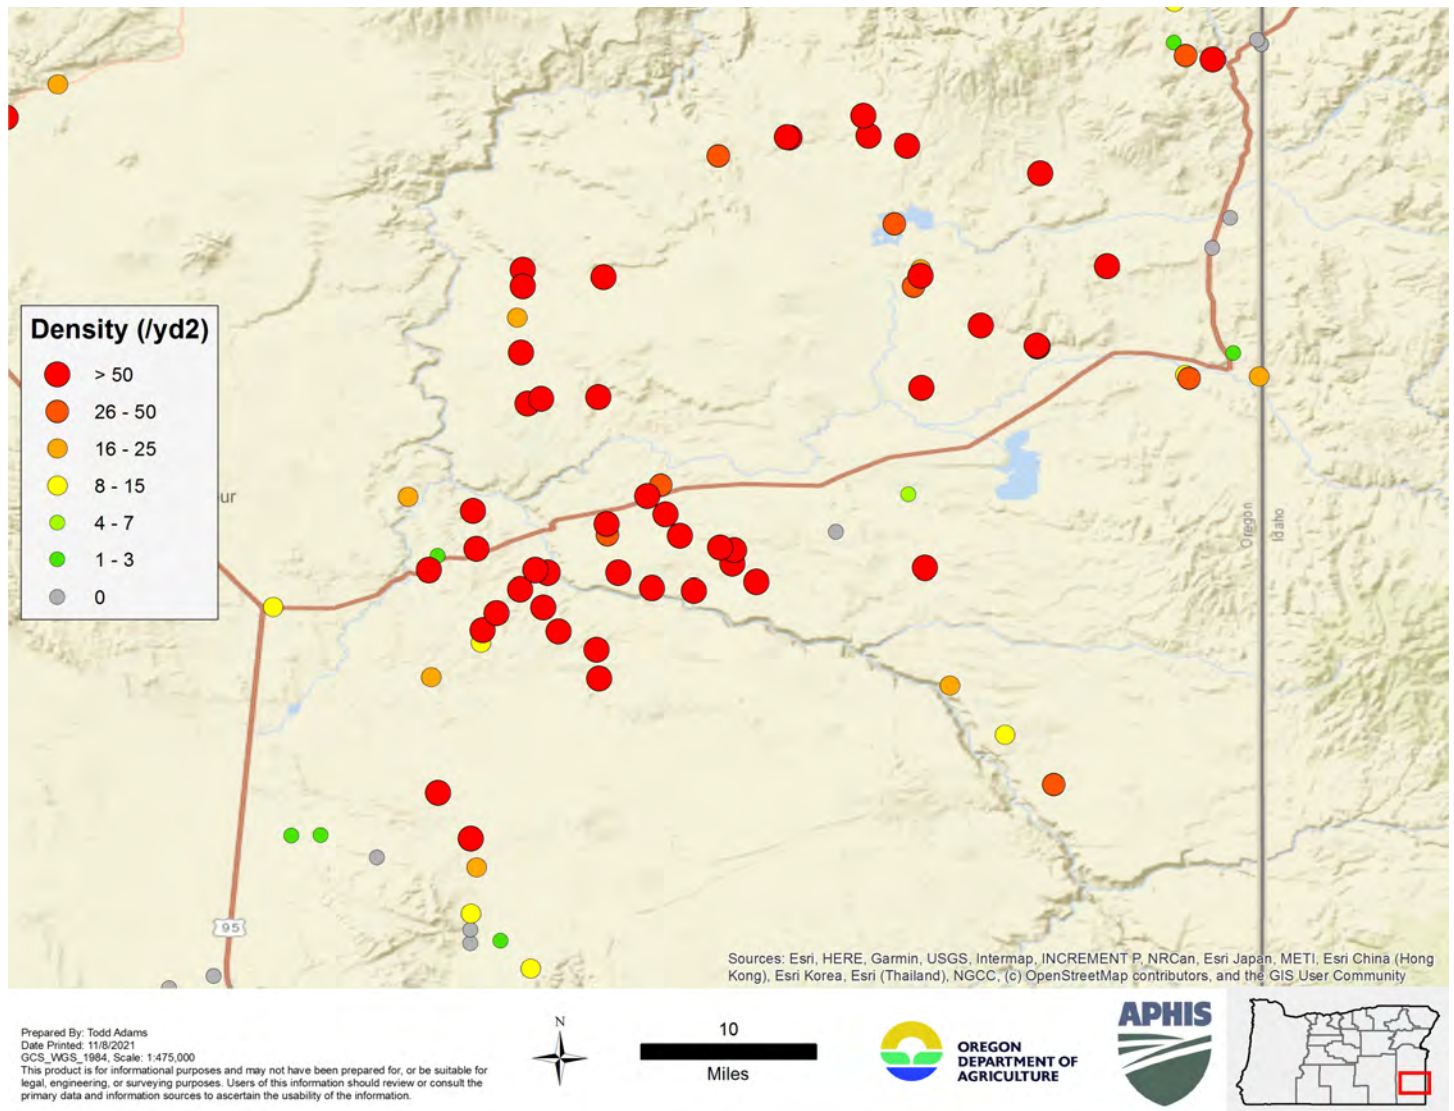 Density (/yd2)
> 50
26 - 50
16 - 25
8 - 15
4 - 7
1 - 3
0
ur
Oregon
Idaho
95
Sources: Esri, HERE, Garmin, USGS, Intermap, INCREMENT P, NRCan, Esri Japan, METI, Esri China (Hong
Kong), Esri Korea, Esri (Thailand), NGCC, (c) OpenStreetMap contributors, and the GIS User Community
Prepared By: Todd Adams
Date Printed: 11/8/2021
GCS_WGS_1984, Scale: 1:475,000
This product is for informational purposes and may not have been prepared for, or be suitable for
legal, engineering, or surveying purposes. Users of this information should review or consult the
primary data and information sources to ascertain the usability of the information.
N
10
Miles
OREGON
DEPARTMENT OF
AGRICULTURE
APHIS